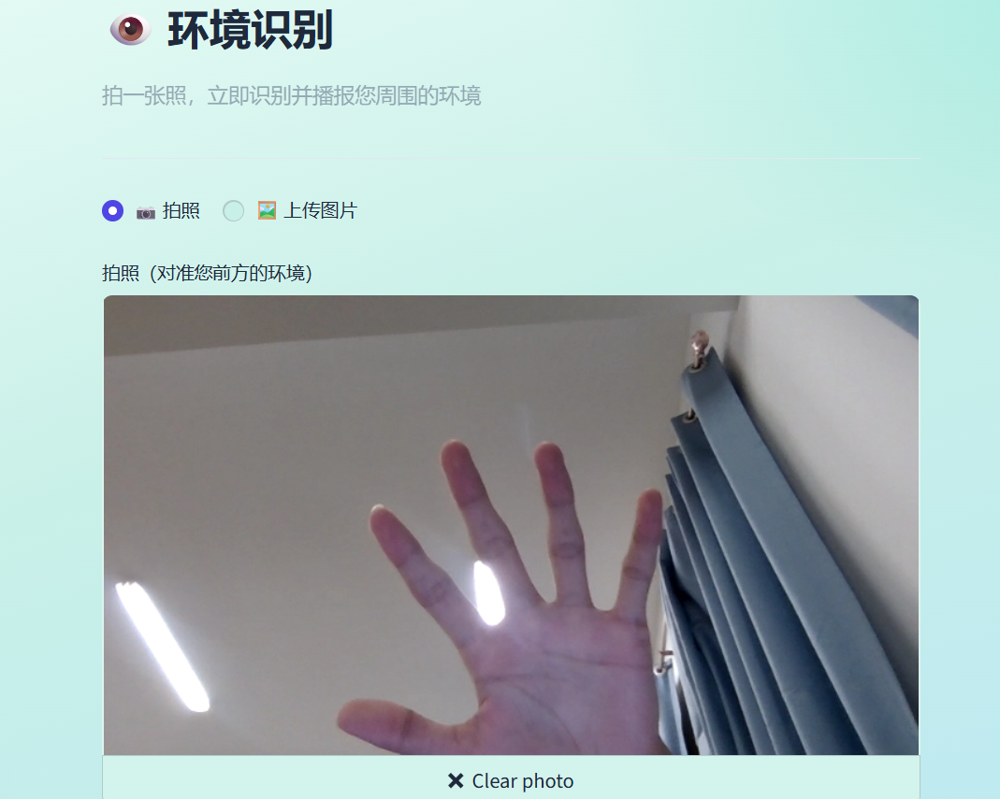 环境识别
拍一张照，立即识别并播报您周围的环境
拍照 上传图片
拍照（对准您前方的环境）
Clear photo